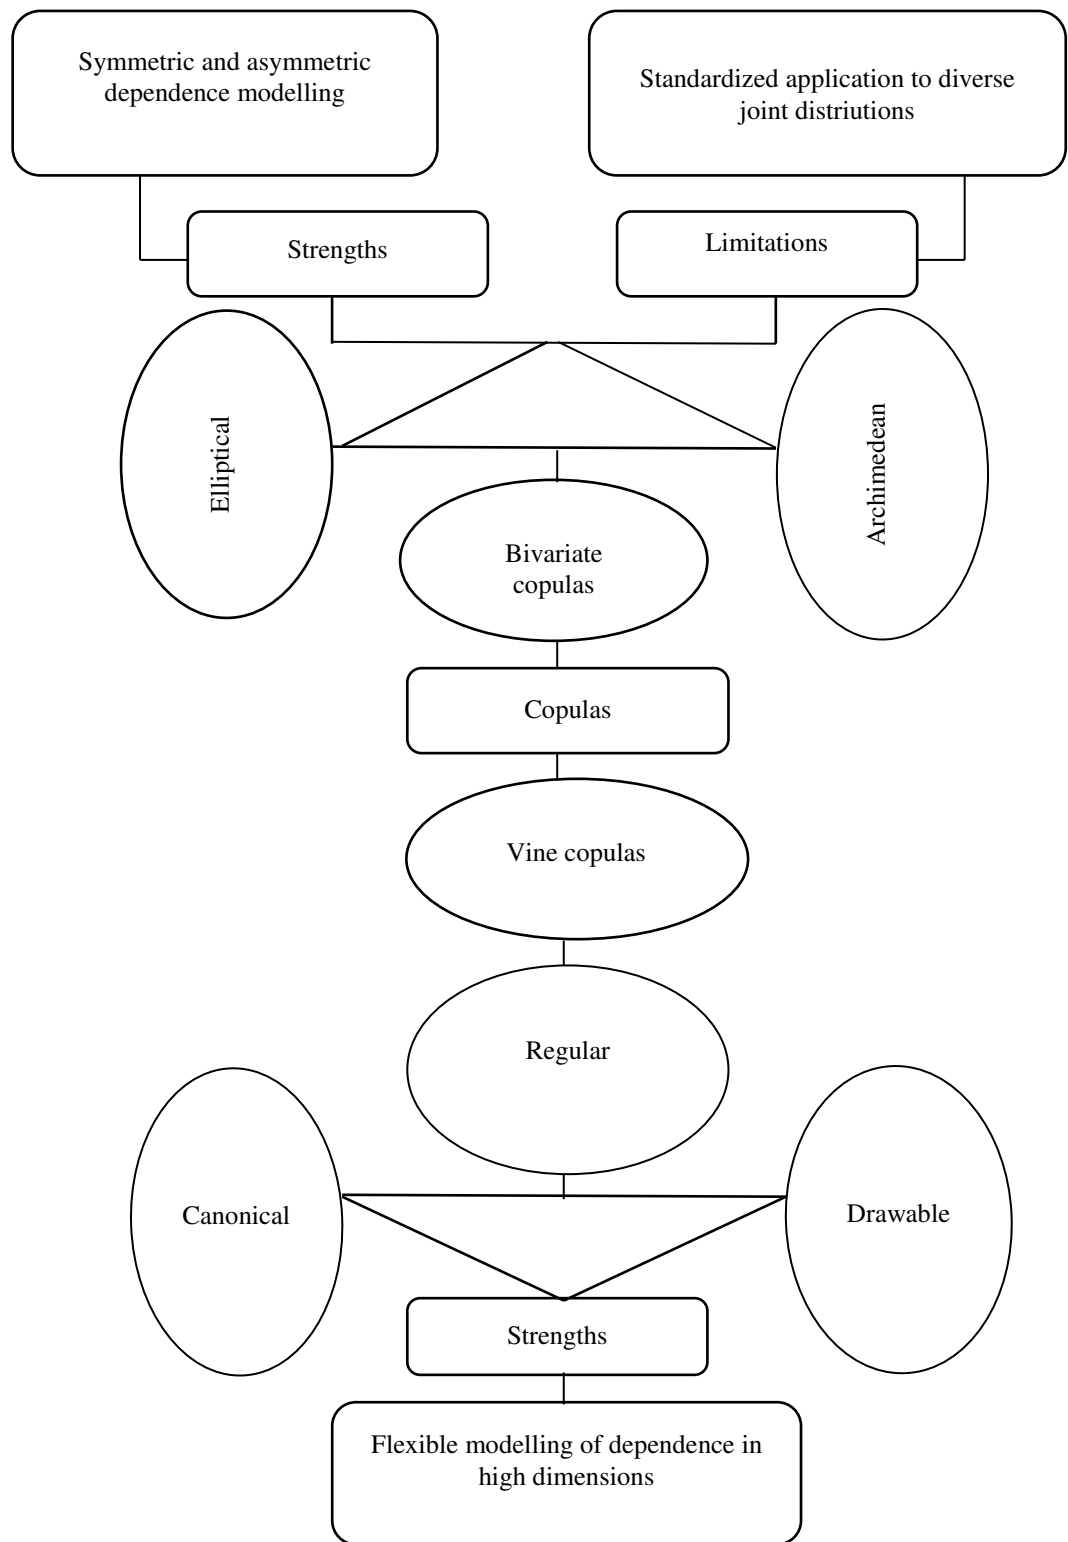 Symmetric and asymmetric
dependence modelling
Standardized application to diverse
joint distriutions
Strengths
Limitations
Elliptical
Archimedean
Bivariate
copulas
Copulas
Vine copulas
Regular
Canonical
Drawable
Strengths
Flexible modelling of dependence in
high dimensions